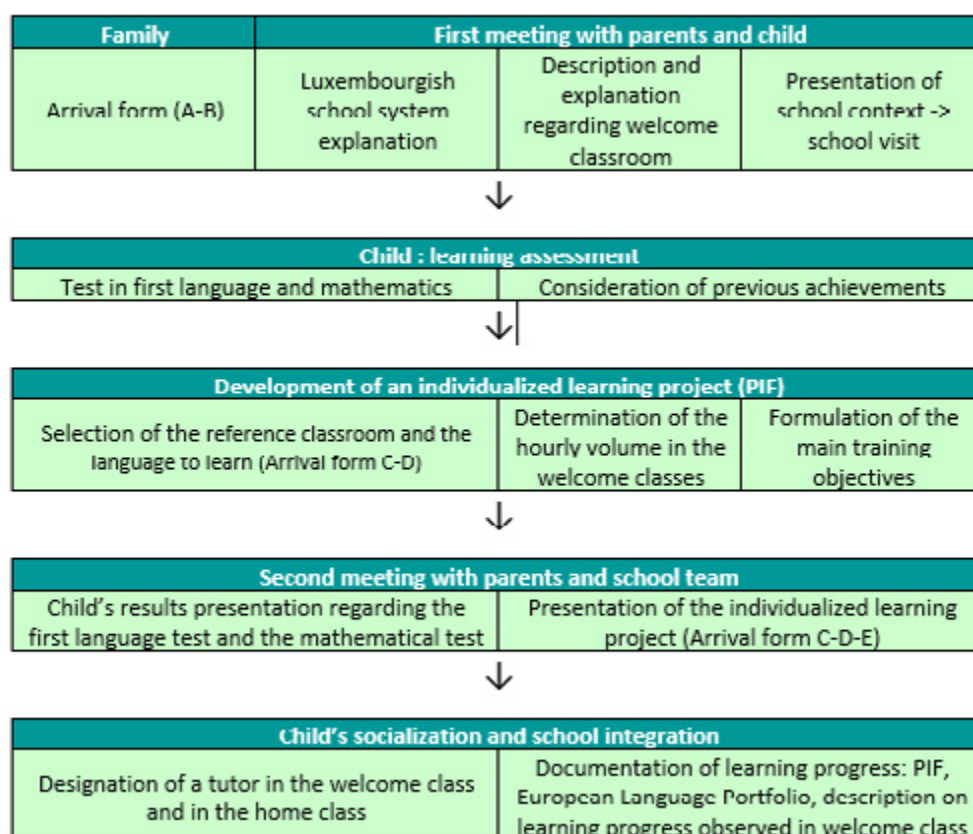 Family
First meeting with parents and child
Arrival form (A-B)
Luxembourgish
school system
explanation
Description and
explanation
regarding welcome
classroom
Presentation of
school context ->
school visit
↓
Child : learning assessment
Test in first language and mathematics
Consideration of previous achievements
↓
Development of an individualized learning project (PIF)
Selection of the reference classroom and the
language to learn (Arrival form C-D)
Determination of the
hourly volume in the
welcome classes
Formulation of the
main training
objectives
↓
Second meeting with parents and school team
Child's results presentation regarding the
first language test and the mathematical test
Presentation of the individualized learning
project (Arrival form C-D-E)
↓
Child's socialization and school integration
Designation of a tutor in the welcome class
and in the home class
Documentation of learning progress: PIF,
European Language Portfolio, description on
learning progress observed in welcome class